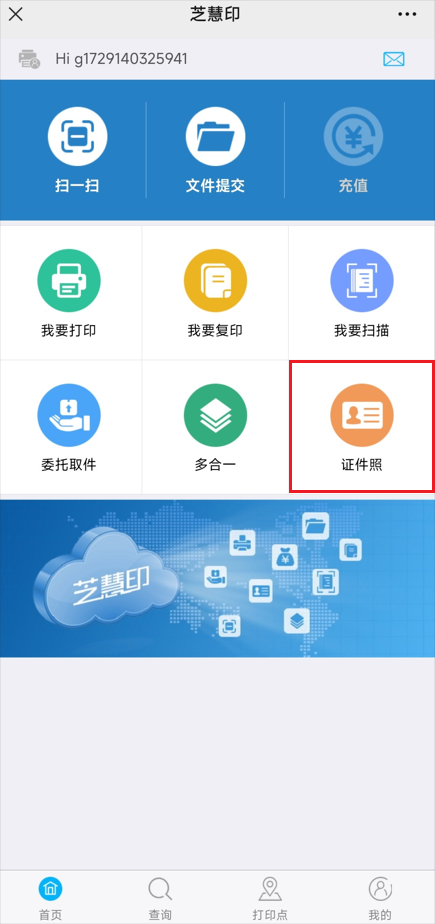 芝慧印
Hi g1729140325941
扫一扫
文件提交
充值
我要打印
我要复印
我要扫描
委托取件
多合一
证件照
芝慧印
首页
查询
打印点
我的